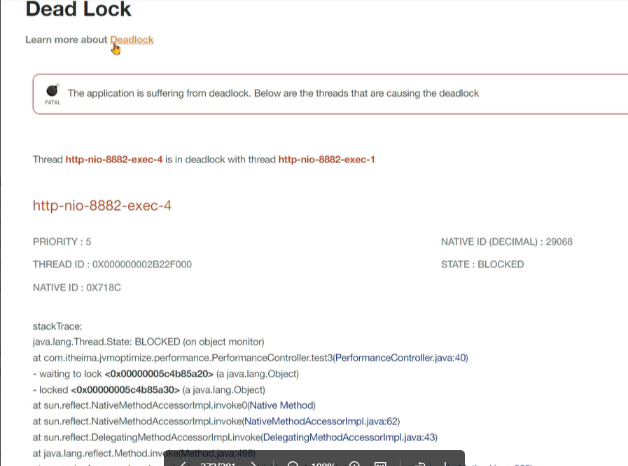 Dead Lock
Learn more about Deadlock
FATAL
The application is suffering from deadlock. Below are the threads that are causing the deadlock
Thread http-nio-8882-exec-4 is in deadlock with thread http-nio-8882-exec-1
http-nio-8882-exec-4
PRIORITY : 5
NATIVE ID (DECIMAL) : 29068
THREAD ID : 0X000000002B22F000
STATE : BLOCKED
NATIVE ID : 0X718C
stackTrace:
java.lang.Thread.State: BLOCKED (on object monitor)
at com.itheima.jvmoptimize.performance.PerformanceController.test3(PerformanceController.java:40)
- waiting to lock <0x00000005c4b85a20> (a java.lang.Object)
- locked <0x00000005c4b85a30> (a java.lang.Object)
at sun.reflect.NativeMethodAccessorImpl.invoke0(Native Method)
at sun.reflect.NativeMethodAccessorImpl.invoke(NativeMethodAccessorImpl.java:62)
at sun.reflect.DelegatingMethodAccessorImpl.invoke(DelegatingMethodAccessorImpl.java:43)
at java.lang.reflect.Method.invoke(Method.java:498)